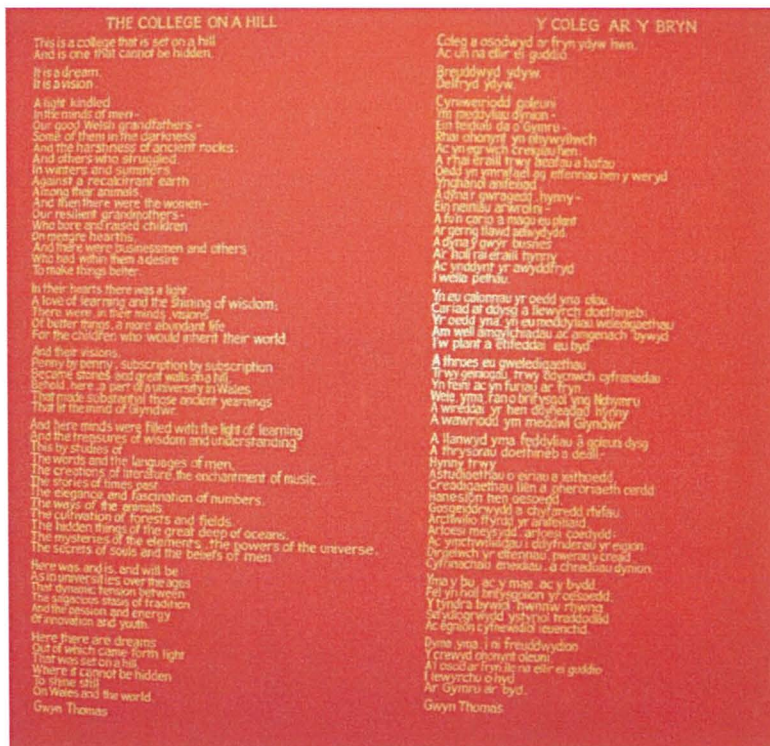 THE COLLEGE ON A HILL
This is a college that is set on a hill
And is one that cannot be hidden.
It is a dream.
It is a vision.
A light kindled
In the minds of men -
Our good Welsh grandfathers -
Some of them in the darkness
And the harshness of ancient rocks;
And others who struggled
In winters and summers
Against a recalcitrant earth
Among their animals.
And then there were the women -
Our resilient grandmothers -
Who bore and raised children
On meagre hearths,
And there were businessmen and others
Who had within them a desire
To make things better.
In their hearts there was a light
A love of learning and the shining of wisdom;
There were, in their minds, visions
Of better things, a more abundant life
For the children who would inherit their world.
And their visions,
Penny by penny, subscription by subscription
Became stones and great walls on a hill.
Behold, here, a part of a university in Wales
That made substantial those ancient yearnings
That lit the mind of Glyndwr.
And here minds were filled with the light of learning
And the treasures of wisdom and understanding
This by studies of
The words and the languages of men,
The creations of literature, the enchantment of music,
The stories of times past,
The elegance and fascination of numbers,
The ways of the animals,
The cultivation of forests and fields,
The hidden things of the great deep of oceans,
The mysteries of the elements, the powers of the universe,
The secrets of souls and the beliefs of men.
Here was, and is, and will be
As in universities over the ages
That dynamic tension between
The sagacious stasis of tradition
And the passion and energy
Of innovation and youth.
Here there are dreams
Out of which came form light
That was set on a hill,
Where it cannot be hidden
To shine still
On Wales and the world.
Gwyn Thomas
Y COLEG AR Y BRYN
Coleg a osodwyd ar fryn ydyw hwn.
Ac un na ellir ei guddio.
Breuddwyd ydyw.
Delfryd ydyw.
Cyneuwyd goleuni
Ym meddyliau dynion -
Ein teidiau da o Gymru -
Rhai ohonynt yn nhywyllwch
Ac yn egrwch creigiau hen;
A rhai eraill trwy aeafau a hafau
Oedd yn ymrafael ag elfennau hen y weryd
Ynghanol anifeiliaid
A dyna'r gwragedd, hynny -
Ein neiniau arwrol ni -
A fu'n cario a magu eu plant
Ar gerrig tlawd aelwydydd
A dyna'r gwyr busnes
A'r holl rai eraill hynny
Ac ynddynt yr awyddfryd
I wella pethau.
Yn eu calonnau yr oedd yna olau,
Cariad at ddysg a llewyrch doethineb;
Yr oedd yna, yn eu meddyliau weledigaethau
Am well amgylchiadau ac amgenach bywyd
I'w plant a etifeddai eu byd
A throes eu gweledigaethau
Trwy geiniogau, trwy ddycnwch cyfraniadau
Yn feini ac yn furiau ar fryn.
Wele, yma, ran o brifysgol yng Nghymru
A wireddai yr hen ddyheadau hynny
A wawriodd ym meddwl Glyndwr.
A llanwyd yma feddyliau â goleuni dysg
A thrysorau doethineb a deall -
Hynny trwy
Astudiaethau o eiriau a ieithoedd,
Creadigaethau llên a pheroriaeth cerdd
Hanesion hen oesoedd,
Gosgeiddrwydd a chyfaredd rhifau,
Archwilio ffyrdd yr anifeiliaid,
Arloesi meysydd, arloesi coedydd;
Ac ymchwiliadau i ddyfnderau yr eigion,
Dirgelwch yr elfennau, pwerau y cread,
Cyfrinachau eneidiau, a chredoau dynion.
Yma y bu, ac y mae, ac y bydd,
Fel yn holl brifysgolion yr oesoedd,
Y tyndra bywiol hwnnw rhwng
Sefydlogrwydd ystyriol traddodiad
Ac egnïon cyfnewidiol ieuenctid.
Dyma, yma, i ni freuddwydion
Y crewyd ohonynt oleuni
A'i osod ar fryn lle na ellir ei guddio
I lewyrchu o hyd
Ar Gymru a'r byd.
Gwyn Thomas